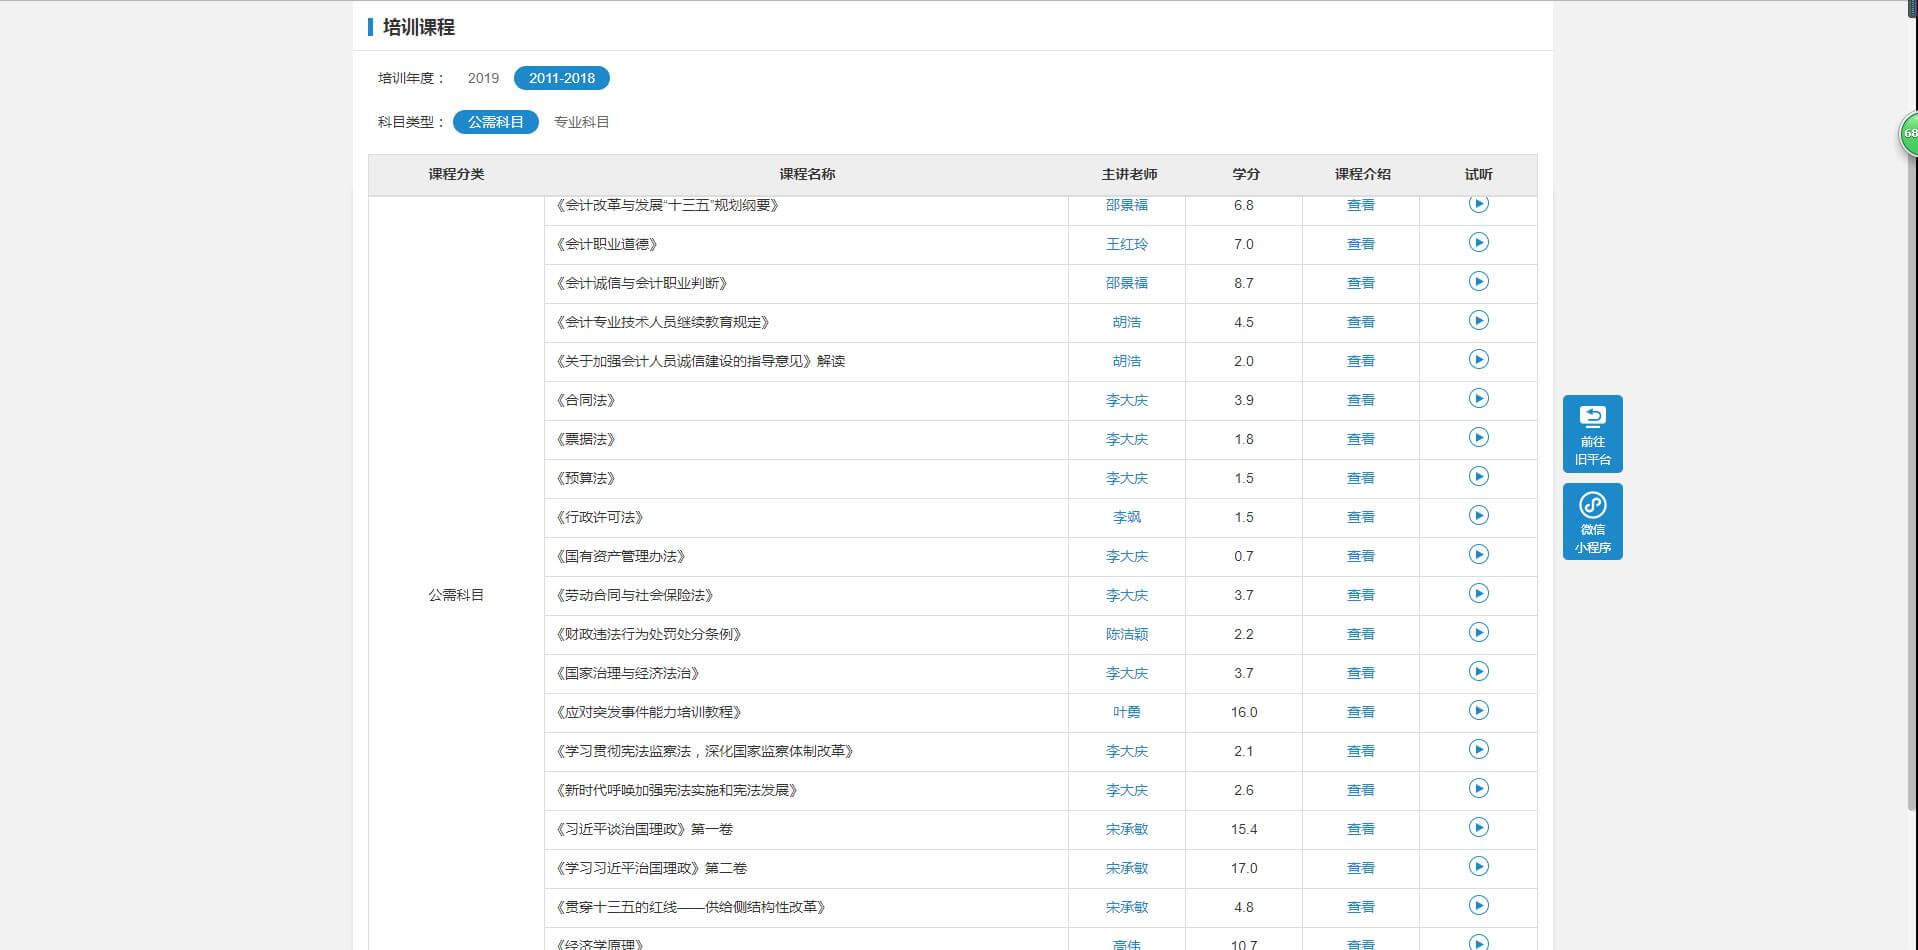 培训课程
培训年度： 2019 2011-2018
科目类型： 公需科目 专业科目
课程分类 课程名称 主讲老师 学分 课程介绍 试听
《会计改革与发展“十三五”规划纲要》 邵景福 6.8 查看
《会计职业道德》 王红玲 7.0 查看
《会计诚信与会计职业判断》 邵景福 8.7 查看
《会计专业技术人员继续教育规定》 胡浩 4.5 查看
《关于加强会计人员诚信建设的指导意见》解读 胡浩 2.0 查看
《合同法》 李大庆 3.9 查看
《票据法》 李大庆 1.8 查看
《预算法》 李大庆 1.5 查看
《行政许可法》 李飒 1.5 查看
《国有资产管理办法》 李大庆 0.7 查看
公需科目 《劳动合同与社会保险法》 李大庆 3.7 查看
《财政违法行为处罚处分条例》 陈洁颖 2.2 查看
《国家治理与经济法治》 李大庆 3.7 查看
《应对突发事件能力培训教程》 叶勇 16.0 查看
《学习贯彻宪法监察法，深化国家监察体制改革》 李大庆 2.1 查看
《新时代呼唤加强宪法实施和宪法发展》 李大庆 2.6 查看
《习近平谈治国理政》第一卷 宋承敏 15.4 查看
《学习习近平治国理政》第二卷 宋承敏 17.0 查看
《贯穿十三五的红线——供给侧结构性改革》 宋承敏 4.8 查看
《经济学原理》 高伟 10.7 查看
前往
旧平台
微信
小程序
68